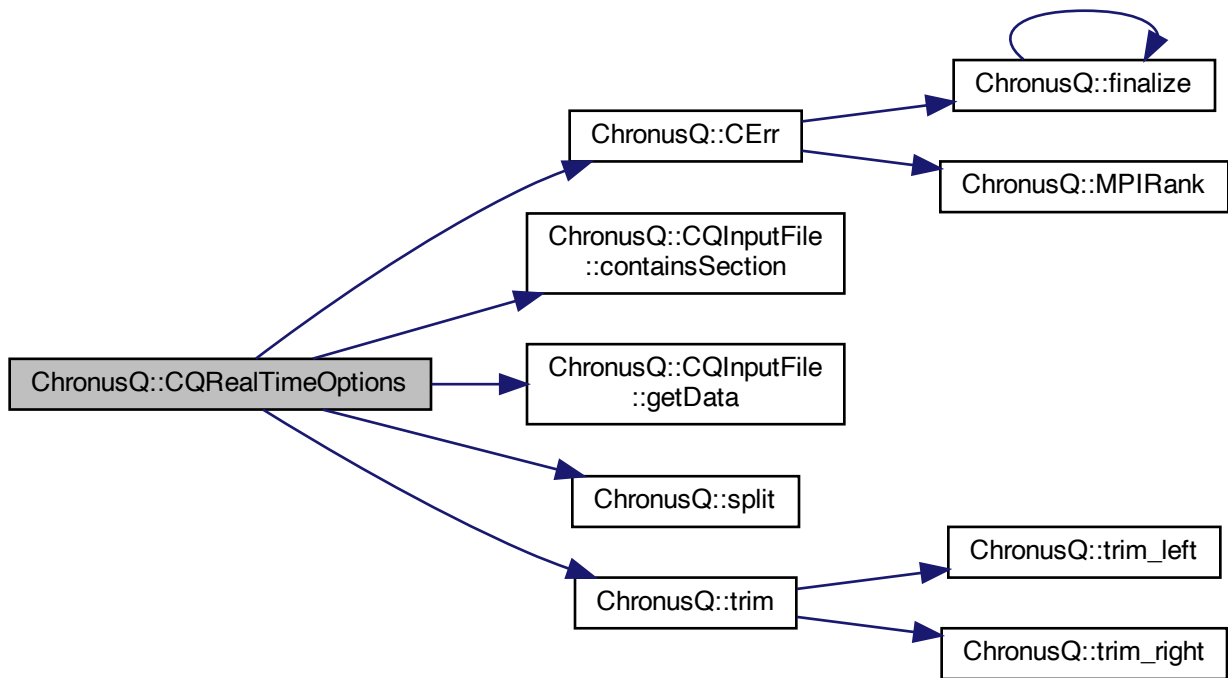 ChronusQ::finalize
ChronusQ::CErr
ChronusQ::MPIRank
ChronusQ::CQInputFile
::containsSection
ChronusQ::CQRealTimeOptions
ChronusQ::CQInputFile
::getData
ChronusQ::split
ChronusQ::trim_left
ChronusQ::trim
ChronusQ::trim_right